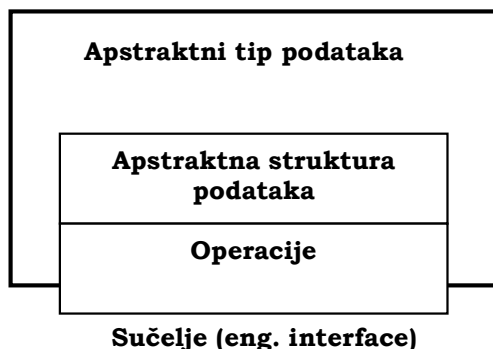 Apstraktni tip podataka
Apstraktna struktura
podataka
Operacije
Sučelje (eng. interface)